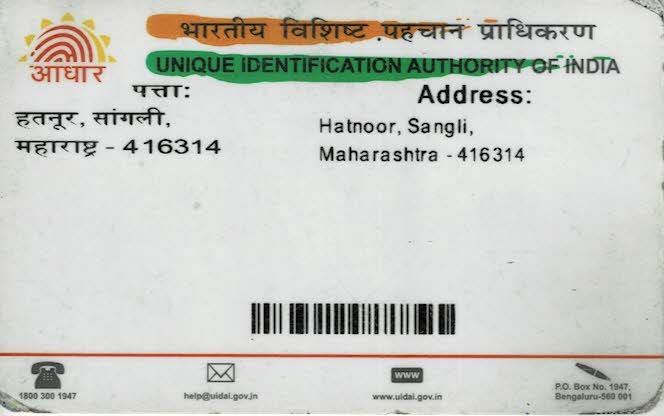 भारतीय विशिष्ट पहचान प्राधिकरण
UNIQUE IDENTIFICATION AUTHORITY OF INDIA
आधार
पत्ता:
हतनूर, सांगली,
महाराष्ट्र - 416314
Address:
Hatnoor, Sangli,
Maharashtra - 416314
1800 300 1947
help@uidai.gov.in
WWW
www.uidai.gov.in
P.O. Box No. 1947,
Bengaluru-560 001